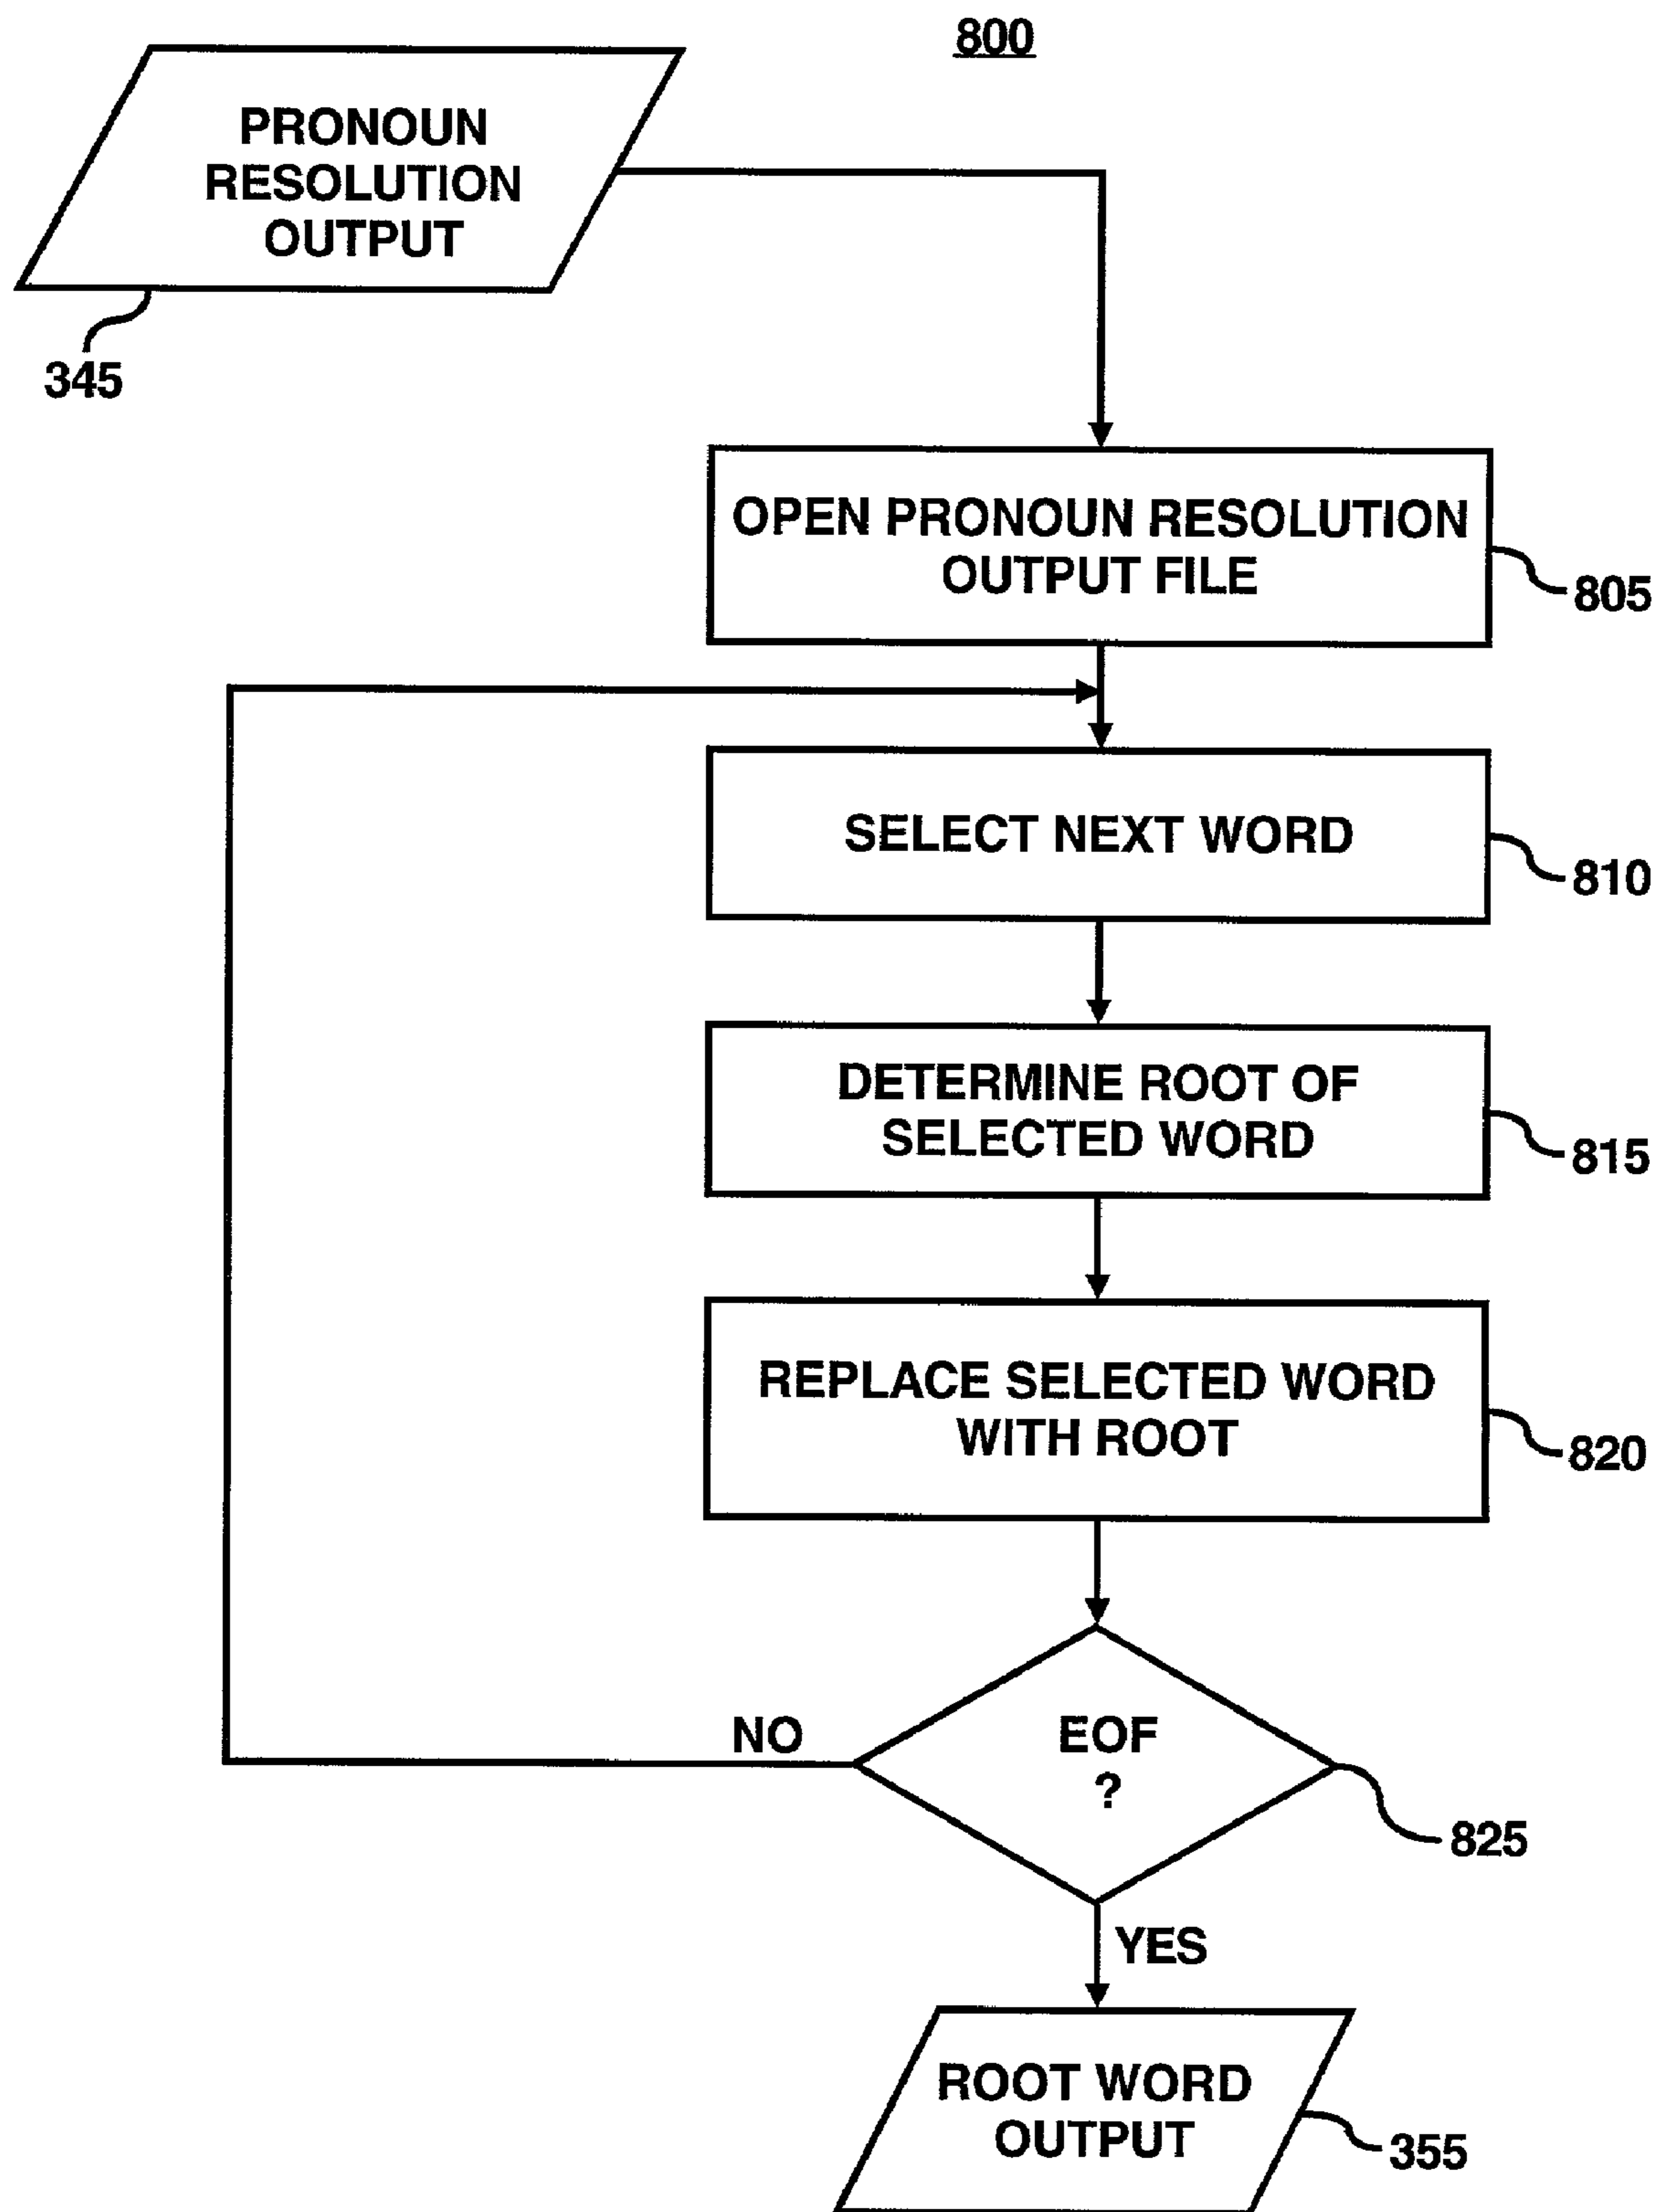 800
PRONOUN
RESOLUTION
OUTPUT
345
OPEN PRONOUN RESOLUTION
OUTPUT FILE
805
SELECT NEXT WORD
810
DETERMINE ROOT OF
SELECTED WORD
815
REPLACE SELECTED WORD
WITH ROOT
820
NO
EOF
?
825
YES
ROOT WORD
OUTPUT
355